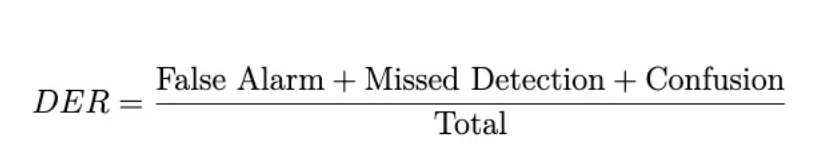 DER = False Alarm + Missed Detection + Confusion
Total